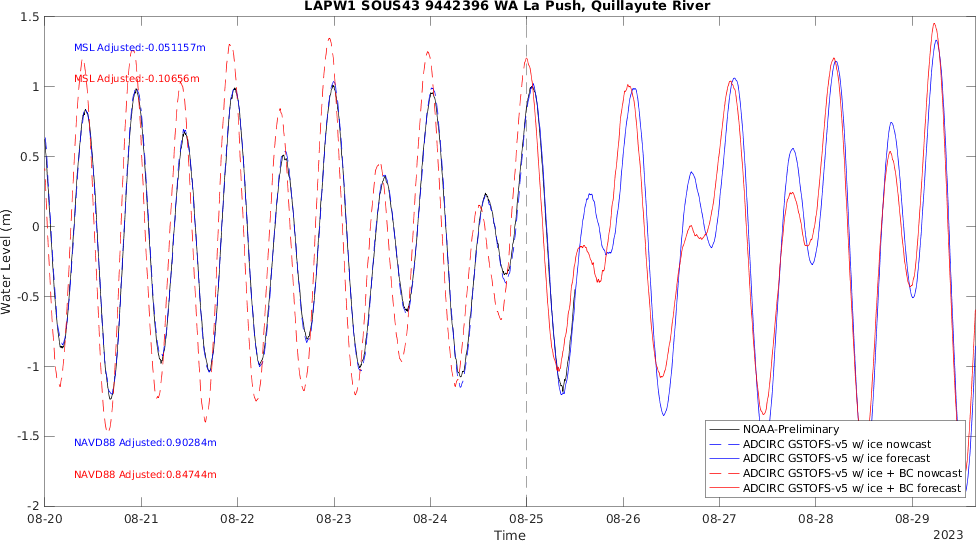 LAPW1 SOUS43 9442396 WA La Push, Quillayute River
1.5
1
0.5
0
-0.5
-1
-1.5
-2
Water Level (m)
MSL Adjusted:-0.051157m
MSL Adjusted:-0.10656m
NAVD88 Adjusted:0.90284m
NAVD88 Adjusted:0.84744m
NOAA-Preliminary
ADCIRC GSTOFS-v5 w/ ice nowcast
ADCIRC GSTOFS-v5 w/ ice forecast
ADCIRC GSTOFS-v5 w/ ice + BC nowcast
ADCIRC GSTOFS-v5 w/ ice + BC forecast
08-20 08-21 08-22 08-23 08-24 08-25 08-26 08-27 08-28 08-29
Time
2023